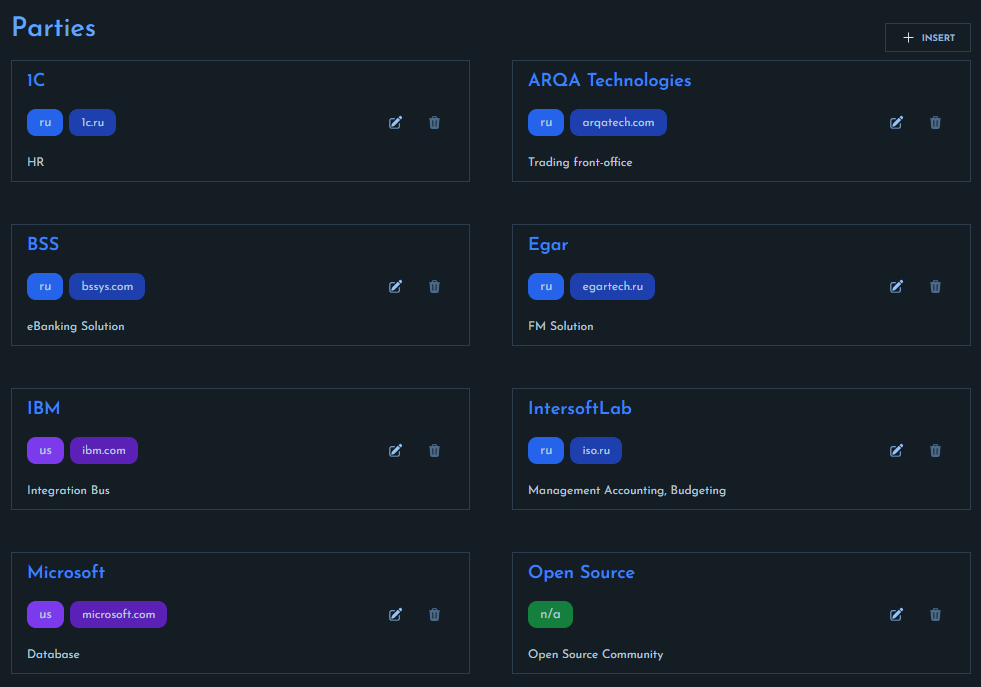 Parties
INSERT
1C
ru 1c.ru
HR
ARQA Technologies
ru arqatech.com
Trading front-office
BSS
ru bssys.com
eBanking Solution
Egar
ru egartech.ru
FM Solution
IBM
us ibm.com
Integration Bus
IntersoftLab
ru iso.ru
Management Accounting, Budgeting
Microsoft
us microsoft.com
Database
Open Source
n/a
Open Source Community